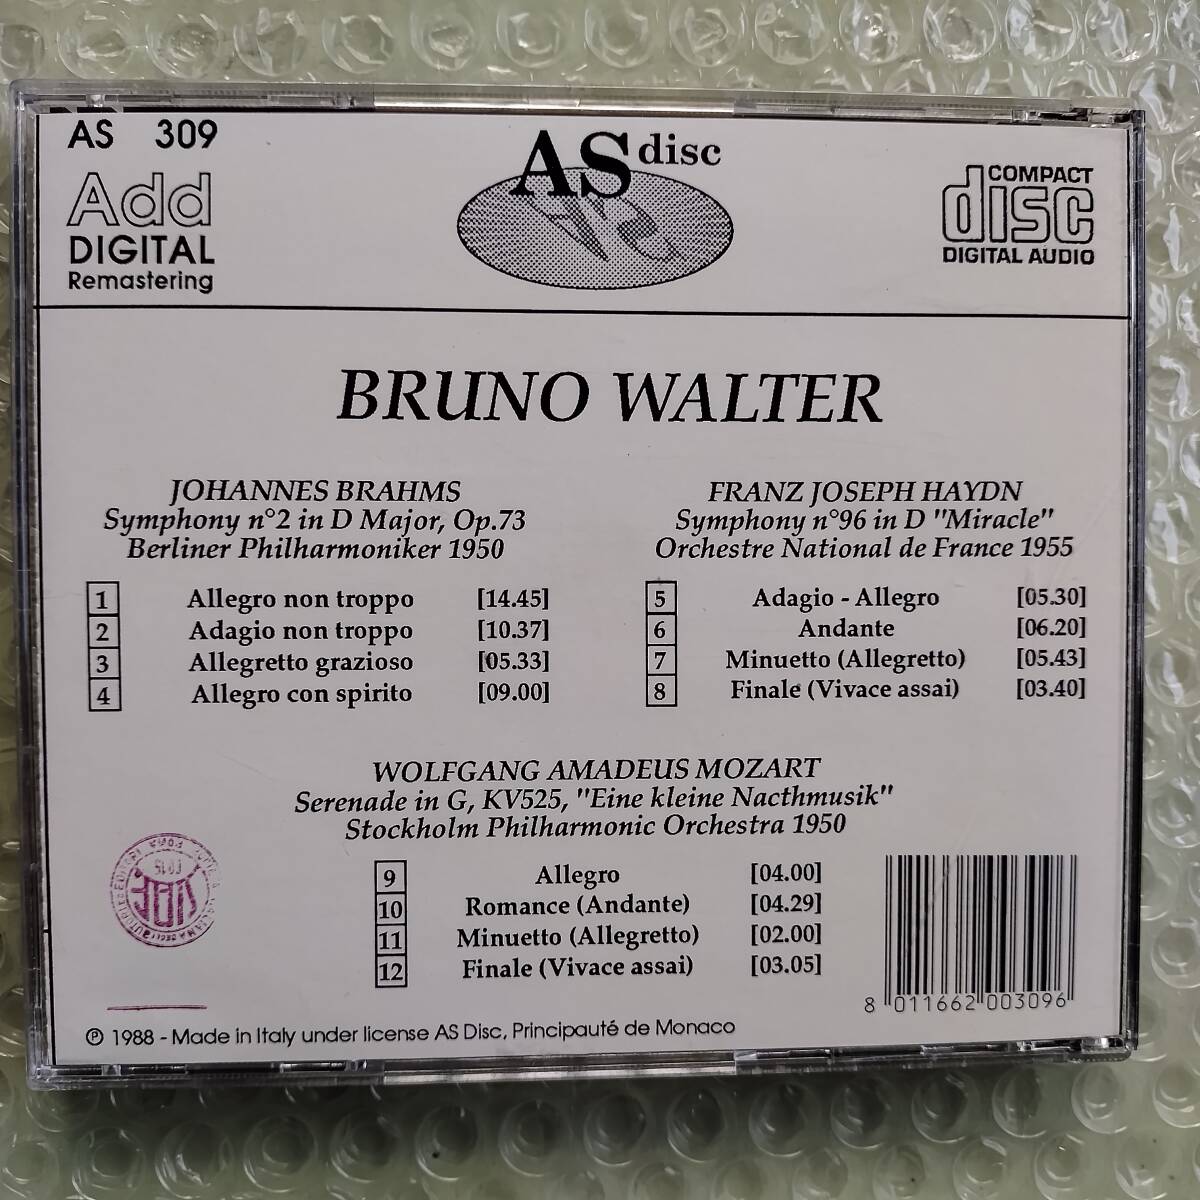 AS 309
Add
DIGITAL
Remastering
AS disc
COMPACT
disc
DIGITAL AUDIO
BRUNO WALTER
JOHANNES BRAHMS
Symphony n°2 in D Major, Op.73
Berliner Philharmoniker 1950
1 Allegro non troppo [14.45]
2 Adagio non troppo [10.37]
3 Allegretto grazioso [05.33]
4 Allegro con spirito [09.00]
FRANZ JOSEPH HAYDN
Symphony n°96 in D "Miracle"
Orchestre National de France 1955
5 Adagio - Allegro [05.30]
6 Andante [06.20]
7 Minuetto (Allegretto) [05.43]
8 Finale (Vivace assai) [03.40]
WOLFGANG AMADEUS MOZART
Serenade in G, KV525, "Eine kleine Nacthmusik"
Stockholm Philharmonic Orchestra 1950
9 Allegro [04.00]
10 Romance (Andante) [04.29]
11 Minuetto (Allegretto) [02.00]
12 Finale (Vivace assai) [03.05]
SIAE
8 011662 003096
℗ 1988 - Made in Italy under license AS Disc, Principauté de Monaco